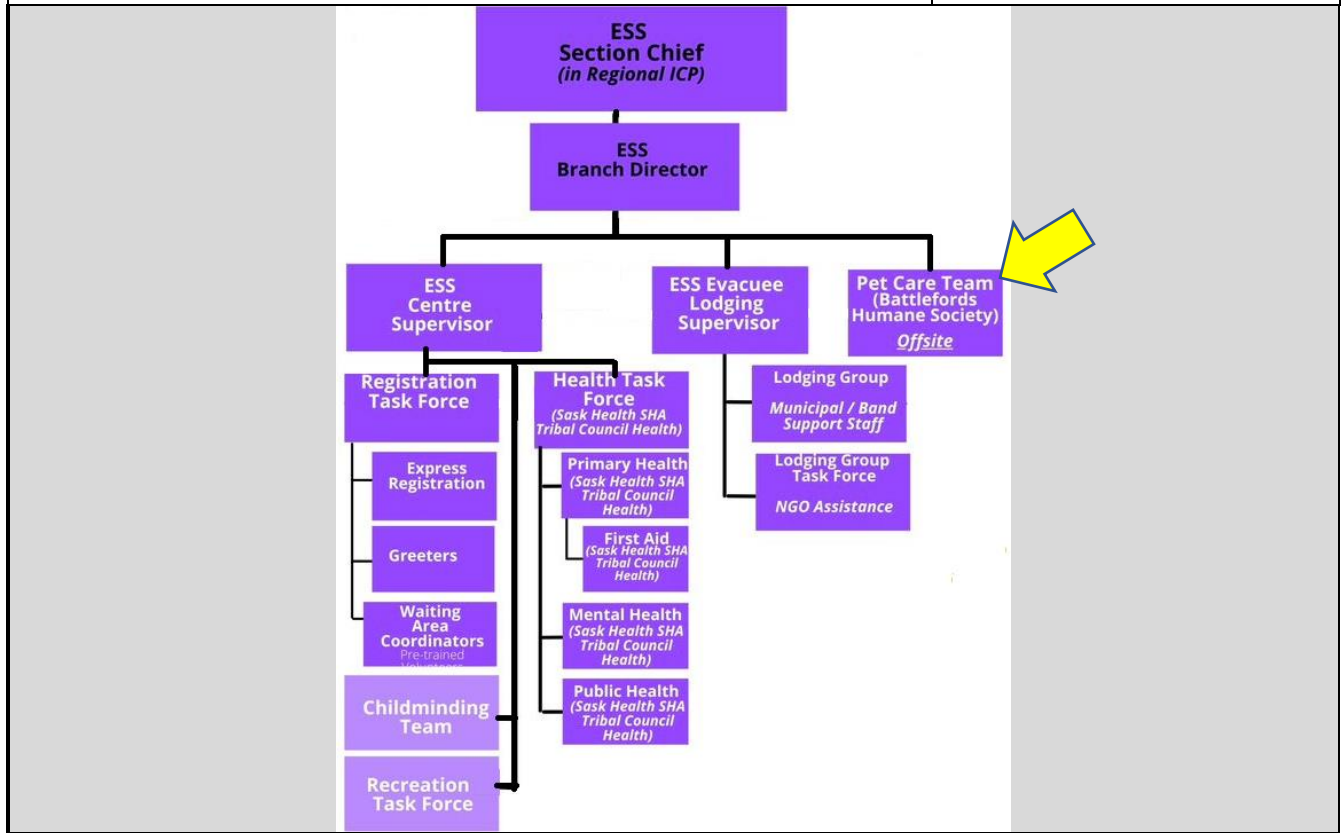 ESS
Section Chief
(in Regional ICP)
ESS
Branch Director
ESS
Centre
Supervisor
ESS Evacuee
Lodging
Supervisor
Pet Care Team
(Battlefords
Humane Society)
Offsite
Registration
Task Force
Express
Registration
Greeters
Waiting
Area
Coordinators
Pre-trained
Volunteers
Childminding
Team
Recreation
Task Force
Health Task
Force
(Sask Health SHA
Tribal Council Health)
Primary Health
(Sask Health SHA
Tribal Council
Health)
First Aid
(Sask Health SHA
Tribal Council
Health)
Mental Health
(Sask Health SHA
Tribal Council
Health)
Public Health
(Sask Health SHA
Tribal Council
Health)
Lodging Group
Municipal / Band
Support Staff
Lodging Group
Task Force
NGO Assistance